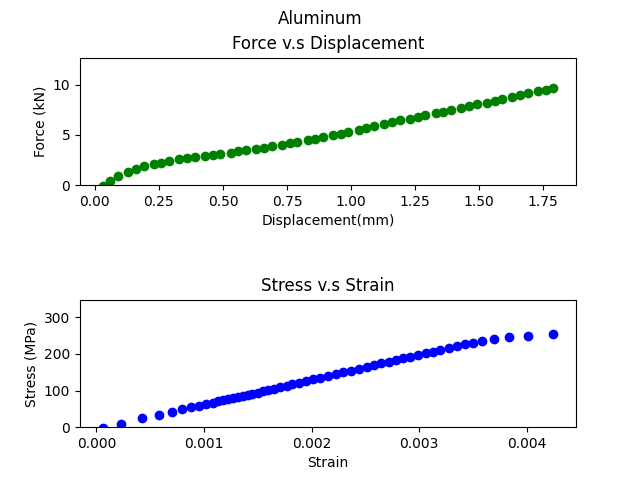 Aluminum
Force v.s Displacement
10
5
0
Force (kN)
0.00 0.25 0.50 0.75 1.00 1.25 1.50 1.75
Displacement(mm)
Stress v.s Strain
300
200
100
0
Stress (MPa)
0.000 0.001 0.002 0.003 0.004
Strain